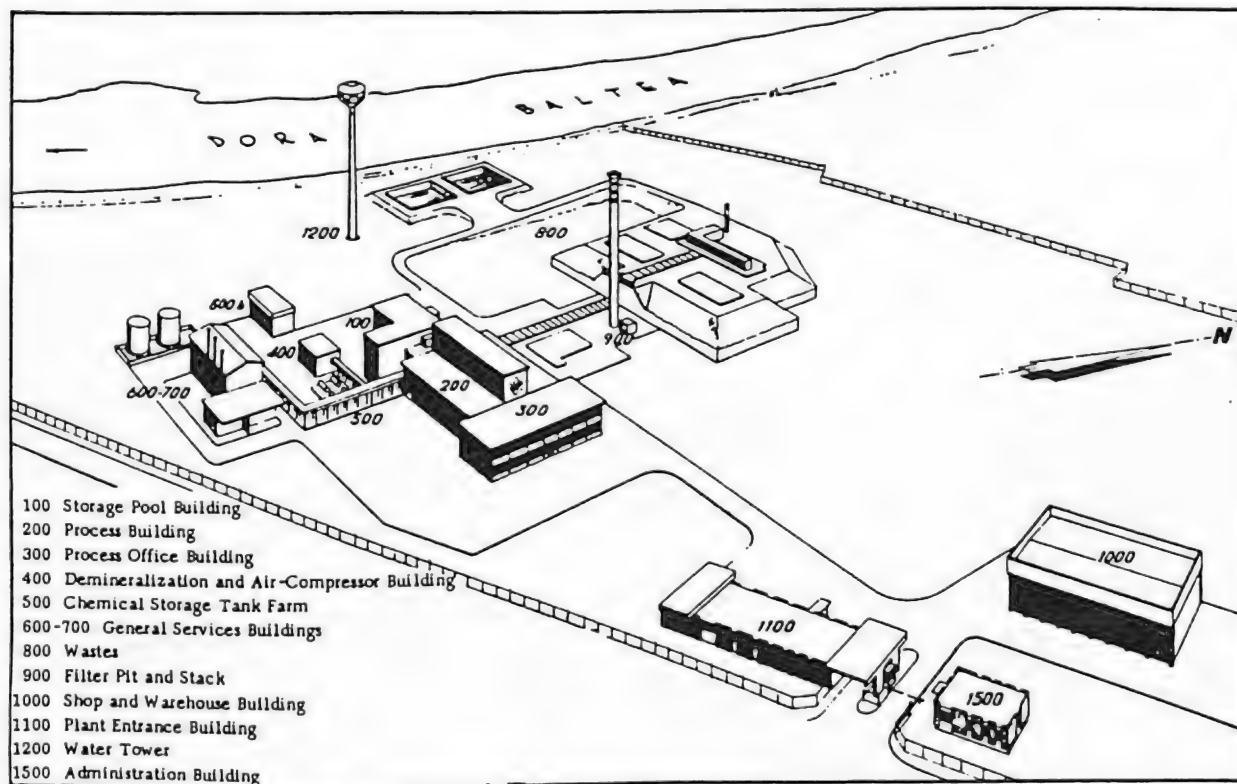 DORA BALTEA
1200
800
600A
100
900
N
400
200
600-700
500
300
1000
1100
1500
100 Storage Pool Building
200 Process Building
300 Process Office Building
400 Demineralization and Air-Compressor Building
500 Chemical Storage Tank Farm
600-700 General Services Buildings
800 Wastes
900 Filter Pit and Stack
1000 Shop and Warehouse Building
1100 Plant Entrance Building
1200 Water Tower
1500 Administration Building